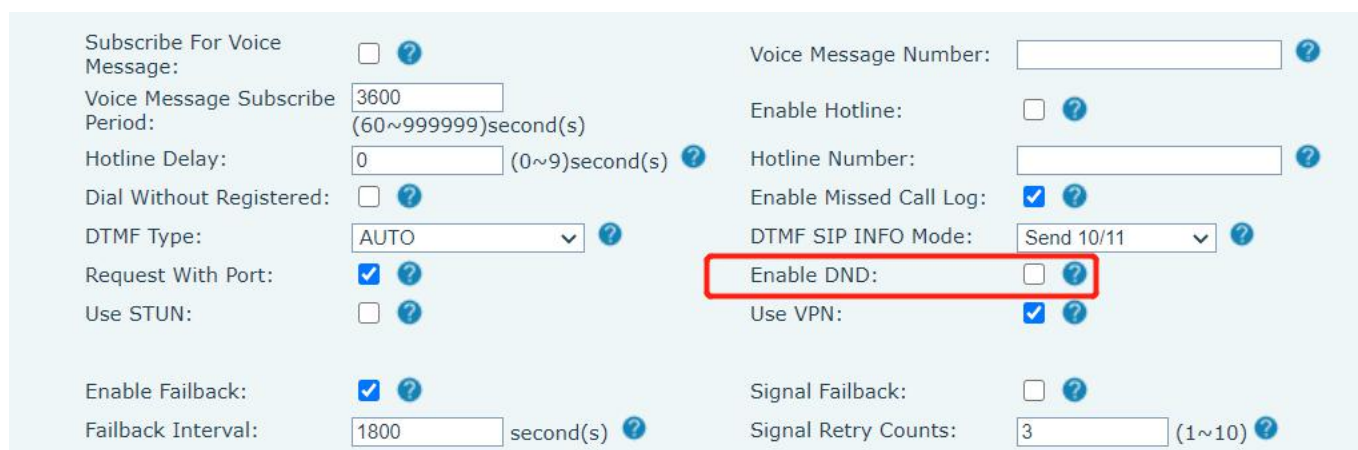 Subscribe For Voice
Message:
? Voice Message Number: ?
Voice Message Subscribe
Period:
3600
(60~999999)second(s)
Enable Hotline: ?
Hotline Delay: 0 (0~9)second(s) ? Hotline Number: ?
Dial Without Registered: ? Enable Missed Call Log: ?
DTMF Type: AUTO ? DTMF SIP INFO Mode: Send 10/11 ?
Request With Port: ? Enable DND: ?
Use STUN: ? Use VPN: ?
Enable Failback: ? Signal Failback: ?
Failback Interval: 1800 second(s) ? Signal Retry Counts: 3 (1~10) ?